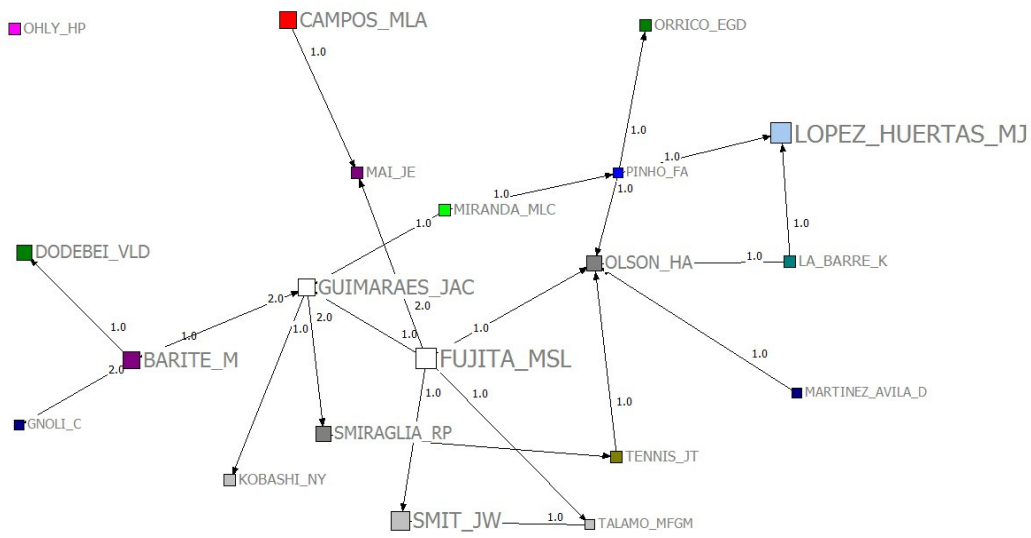 CAMPOS_MLA
OHLY_HP
ORRICO_EGD
1.0
1.0
LOPEZ_HUERTAS_MJ
1.0
MAI_JE
PINHO_FA
1.0
1.0
MIRANDA_MLC
1.0
1.0
DODEBEI_VLD
1.0
OLSON_HA
LA_BARRE_K
GUIMARAES_JAC
2.0
2.0
2.0
1.0
1.0
1.0
1.0
1.0
1.0
FUJITA_MSL
BARITE_M
2.0
1.0
1.0
1.0
MARTINEZ_AVILA_D
1.0
GNOLI_C
SMIRAGLIA_RP
TENNIS_JT
KOBASHI_NY
SMIT_JW
1.0
TALAMO_MFGM